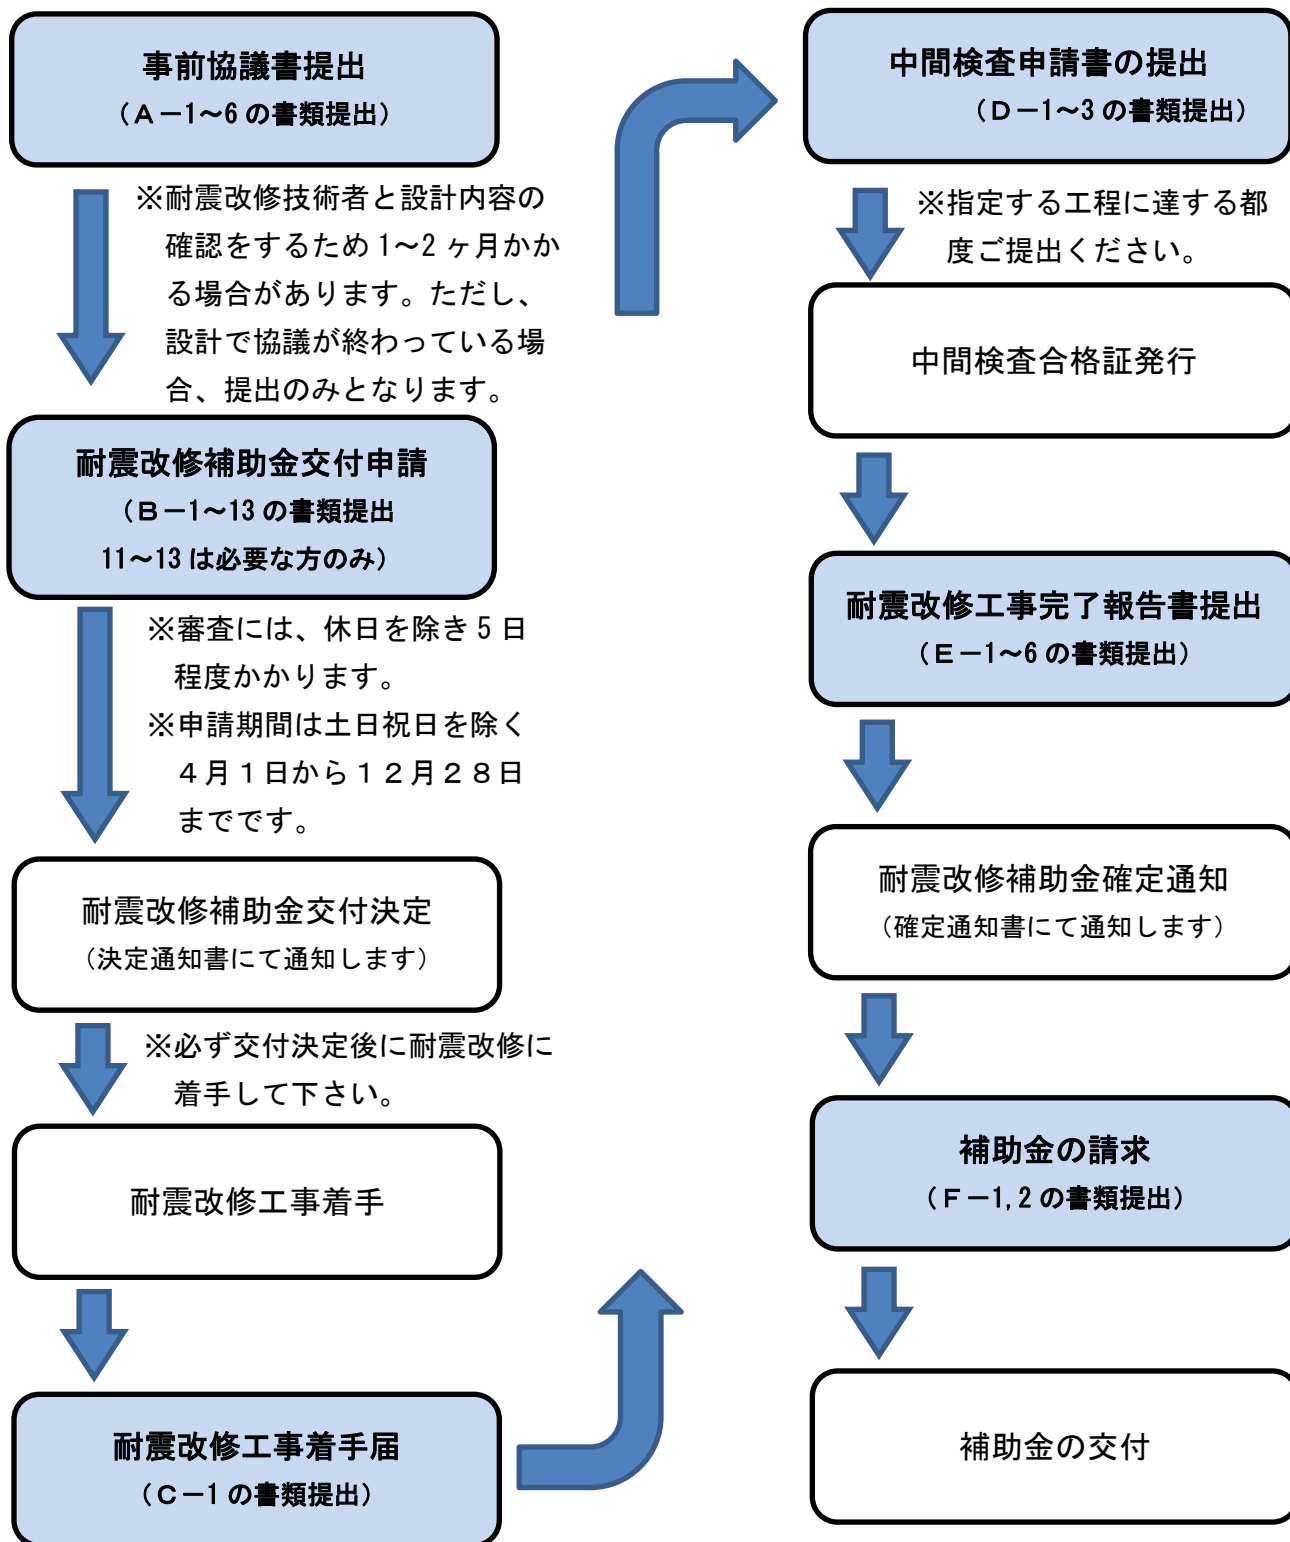 事前協議書提出
（Ａ－1～6 の書類提出）
※耐震改修技術者と設計内容の
確認をするため 1～2 ヶ月かか
る場合があります。ただし、
設計で協議が終わっている場
合、提出のみとなります。
耐震改修補助金交付申請
（Ｂ－1～13 の書類提出
11～13 は必要な方のみ）
※審査には、休日を除き 5 日
程度かかります。
※申請期間は土日祝日を除く
４月１日から１２月２８日
までです。
耐震改修補助金交付決定
（決定通知書にて通知します）
※必ず交付決定後に耐震改修に
着手して下さい。
耐震改修工事着手
耐震改修工事着手届
（Ｃ－1 の書類提出）
中間検査申請書の提出
（Ｄ－1～3 の書類提出）
※指定する工程に達する都
度ご提出ください。
中間検査合格証発行
耐震改修工事完了報告書提出
（Ｅ－1～6 の書類提出）
耐震改修補助金確定通知
（確定通知書にて通知します）
補助金の請求
（Ｆ－1,2 の書類提出）
補助金の交付